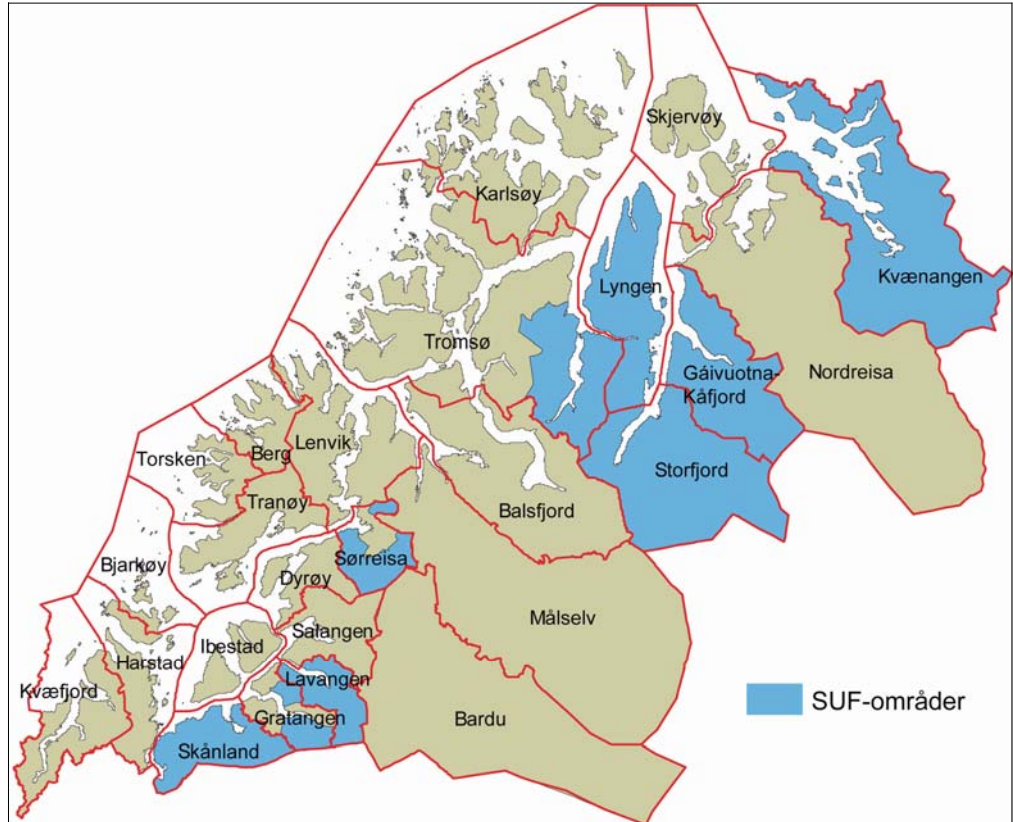 Skjervøy
Karlsøy
Kvænangen
Lyngen
Tromsø
Gáivuotna-
Kåfjord
Nordreisa
Lenvik
Berg
Torsken
Storfjord
Tranøy
Balsfjord
Sørreisa
Bjarkøy
Dyrøy
Målselv
Salangen
Ibestad
Harstad
Kvæfjord
Lavangen
SUF-områder
Gratangen
Bardu
Skånland